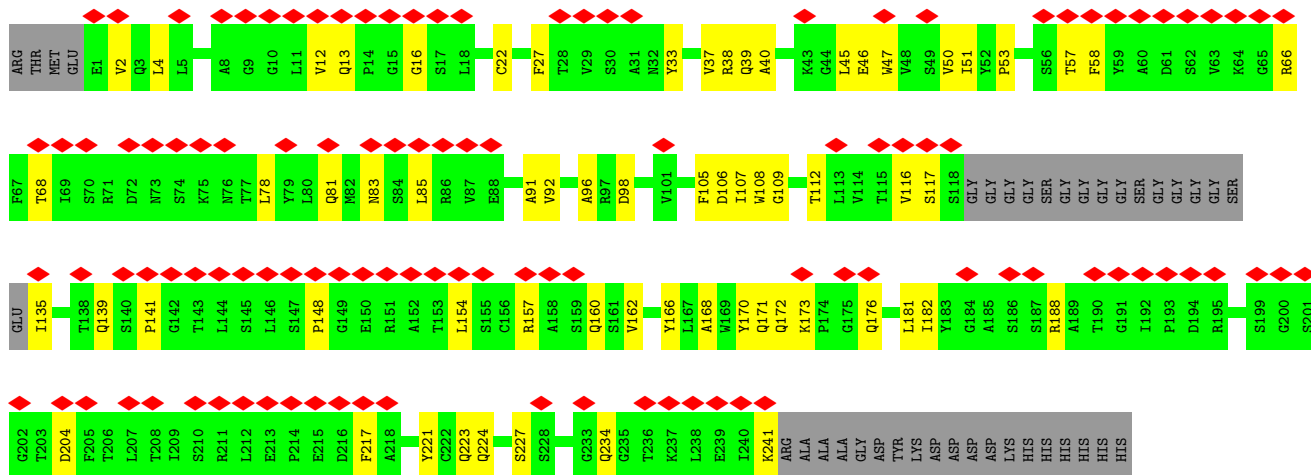 ARG THR MET GLU E1 V2 Q3 L4 L5 A8 G9 G10 L11 V12 Q13 P14 G15 G16 S17 L18 C22 F27 T28 V29 S30 A31 N32 Y33 V37 R38 Q39 A40 K43 G44 L45 E46 W47 V48 S49 V50 I51 Y52 P53 S56 T57 F58 Y59 A60 D61 S62 V63 K64 G65 R66
F67 T68 I69 S70 R71 D72 N73 S74 K75 N76 T77 L78 Y79 L80 Q81 M82 N83 S84 L85 R86 V87 E88 A91 V92 A96 R97 D98 V101 F105 D106 I107 W108 G109 T112 L113 V114 T115 V116 S117 S118 GLY GLY GLY GLY SER GLY GLY GLY GLY SER GLY GLY GLY GLY SER
GLU I135 T138 Q139 S140 P141 G142 T143 L144 S145 L146 S147 P148 G149 E150 R151 A152 T153 L154 S155 C156 R157 A158 S159 Q160 S161 V162 Y166 L167 A168 W169 Y170 Q171 Q172 K173 P174 G175 Q176 L181 I182 Y183 G184 A185 S186 S187 R188 A189 T190 G191 I192 P193 D194 R195 S199 G200 S201
G202 T203 D204 F205 T206 L207 T208 I209 S210 R211 L212 E213 P214 E215 D216 F217 A218 Y221 C222 Q223 Q224 S227 S228 G233 Q234 G235 T236 K237 L238 E239 I240 K241 ARG ALA ALA ALA GLY ASP TYR LYS ASP ASP ASP ASP LYS HIS HIS HIS HIS HIS HIS